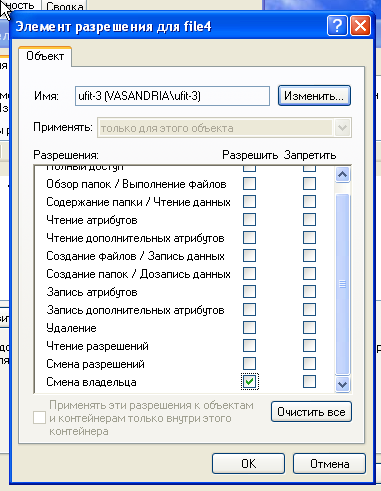 ность
Сводка
Элемент разрешения для file4
Объект
Имя: ufit-3 (VASANDRIA\ufit-3) Изменить...
Применять: только для этого объекта
Разрешения: Разрешить Запретить
Полный доступ
Обзор папок / Выполнение файлов
Содержание папки / Чтение данных
Чтение атрибутов
Чтение дополнительных атрибутов
Создание файлов / Запись данных
Создание папок / Дозапись данных
Запись атрибутов
Запись дополнительных атрибутов
Удаление
Чтение разрешений
Смена разрешений
Смена владельца
Применять эти разрешения к объектам
и контейнерам только внутри этого
контейнера
Очистить все
OK Отмена